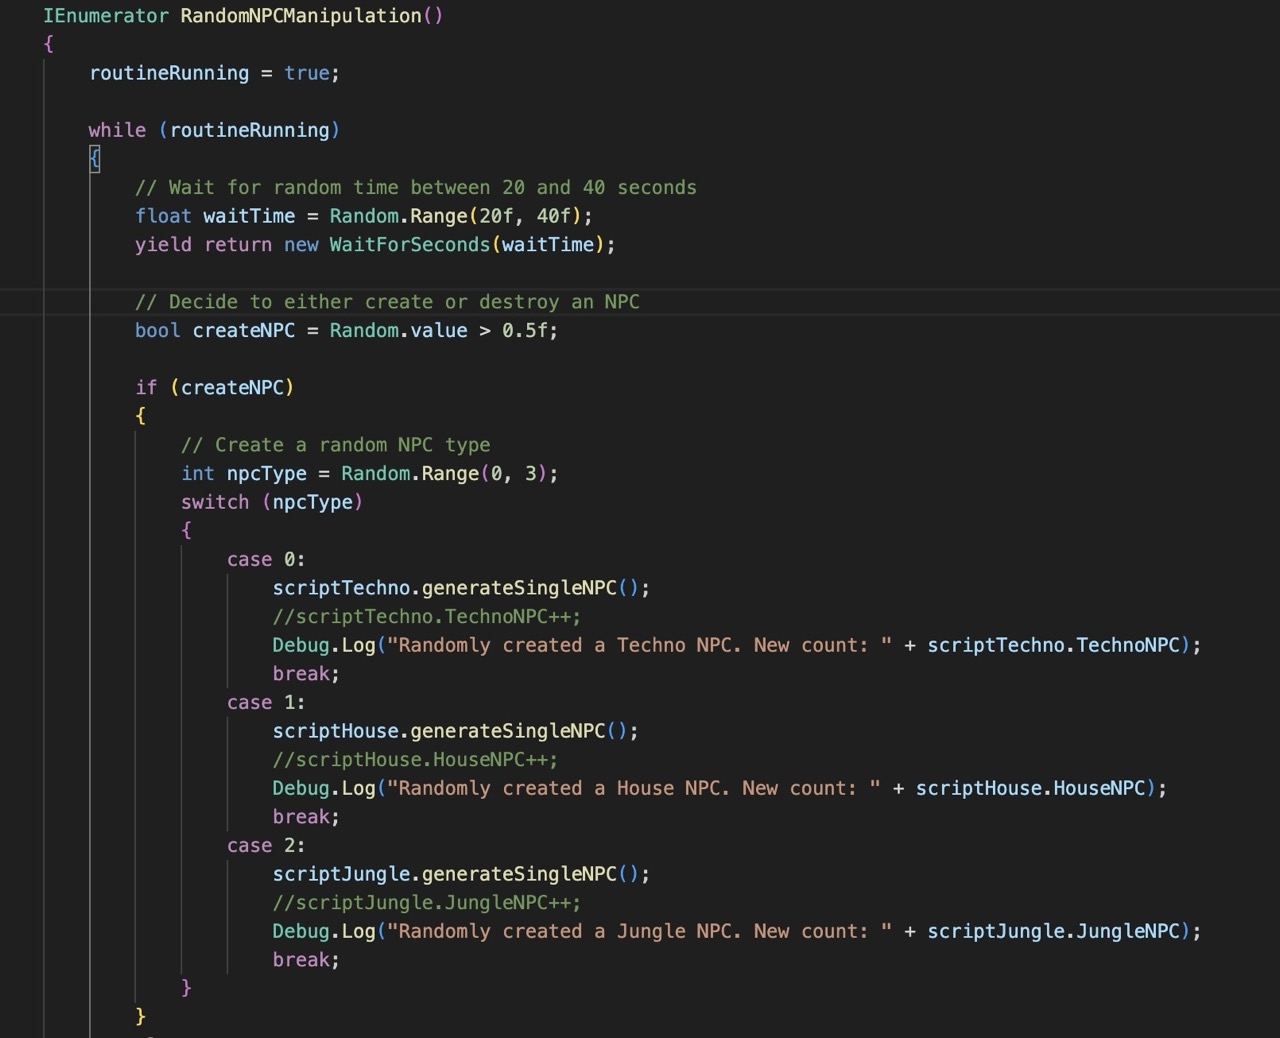 IEnumerator RandomNPCManipulation()
{
routineRunning = true;
while (routineRunning)
{
// Wait for random time between 20 and 40 seconds
float waitTime = Random.Range(20f, 40f);
yield return new WaitForSeconds(waitTime);
// Decide to either create or destroy an NPC
bool createNPC = Random.value > 0.5f;
if (createNPC)
{
// Create a random NPC type
int npcType = Random.Range(0, 3);
switch (npcType)
{
case 0:
scriptTechno.generateSingleNPC();
//scriptTechno.TechnoNPC++;
Debug.Log("Randomly created a Techno NPC. New count: " + scriptTechno.TechnoNPC);
break;
case 1:
scriptHouse.generateSingleNPC();
//scriptHouse.HouseNPC++;
Debug.Log("Randomly created a House NPC. New count: " + scriptHouse.HouseNPC);
break;
case 2:
scriptJungle.generateSingleNPC();
//scriptJungle.JungleNPC++;
Debug.Log("Randomly created a Jungle NPC. New count: " + scriptJungle.JungleNPC);
break;
}
}